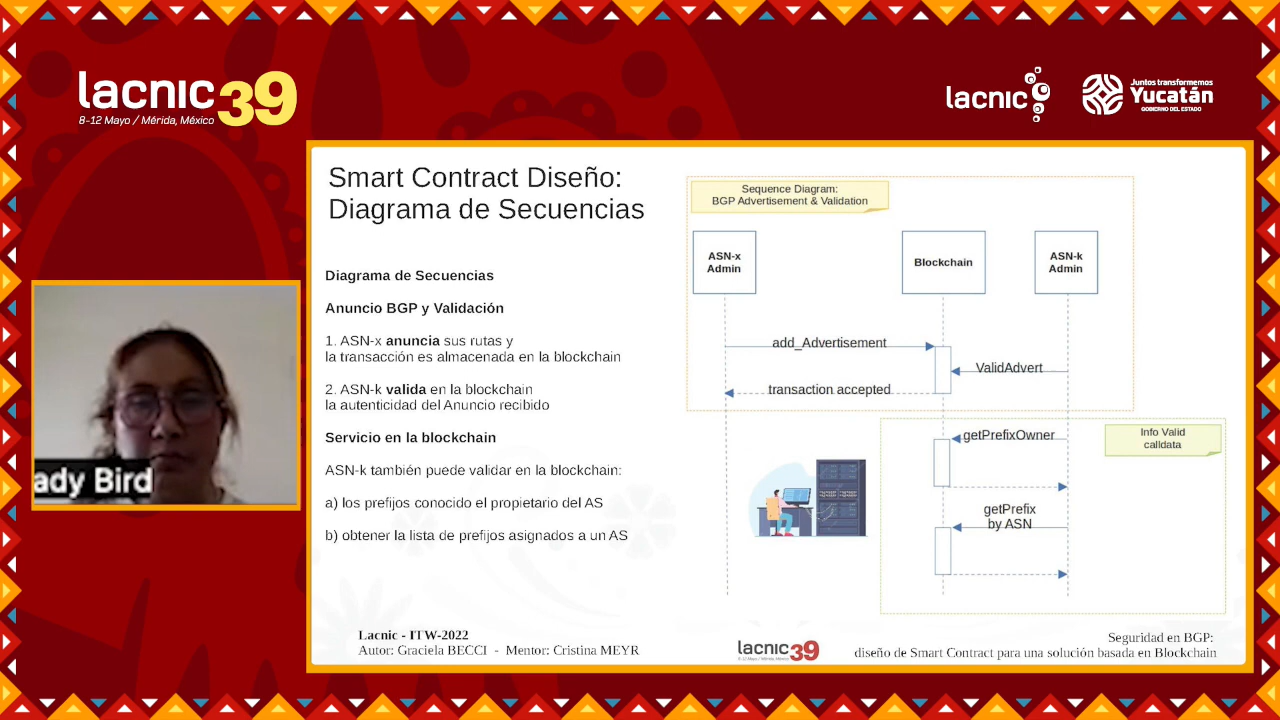 lacnic39
8-12 Mayo / Mérida, México
lacnic
Juntos transformemos
Yucatán
GOBIERNO DEL ESTADO
Smart Contract Diseño:
Diagrama de Secuencias
Diagrama de Secuencias
Anuncio BGP y Validación
1. ASN-x anuncia sus rutas y
la transacción es almacenada en la blockchain
2. ASN-k valida en la blockchain
la autenticidad del Anuncio recibido
Servicio en la blockchain
ASN-k también puede validar en la blockchain:
a) los prefijos conocido el propietario del AS
b) obtener la lista de prefijos asignados a un AS
Sequence Diagram:
BGP Advertisement & Validation
ASN-x
Admin
Blockchain
ASN-k
Admin
add_Advertisement
ValidAdvert
transaction accepted
getPrefixOwner
Info Valid
calldata
getPrefix
by ASN
ady Bird
Lacnic - ITW-2022
Autor: Graciela BECCI - Mentor: Cristina MEYR
lacnic39
8-12 Mayo / Mérida, México
Seguridad en BGP:
diseño de Smart Contract para una solución basada en Blockchain